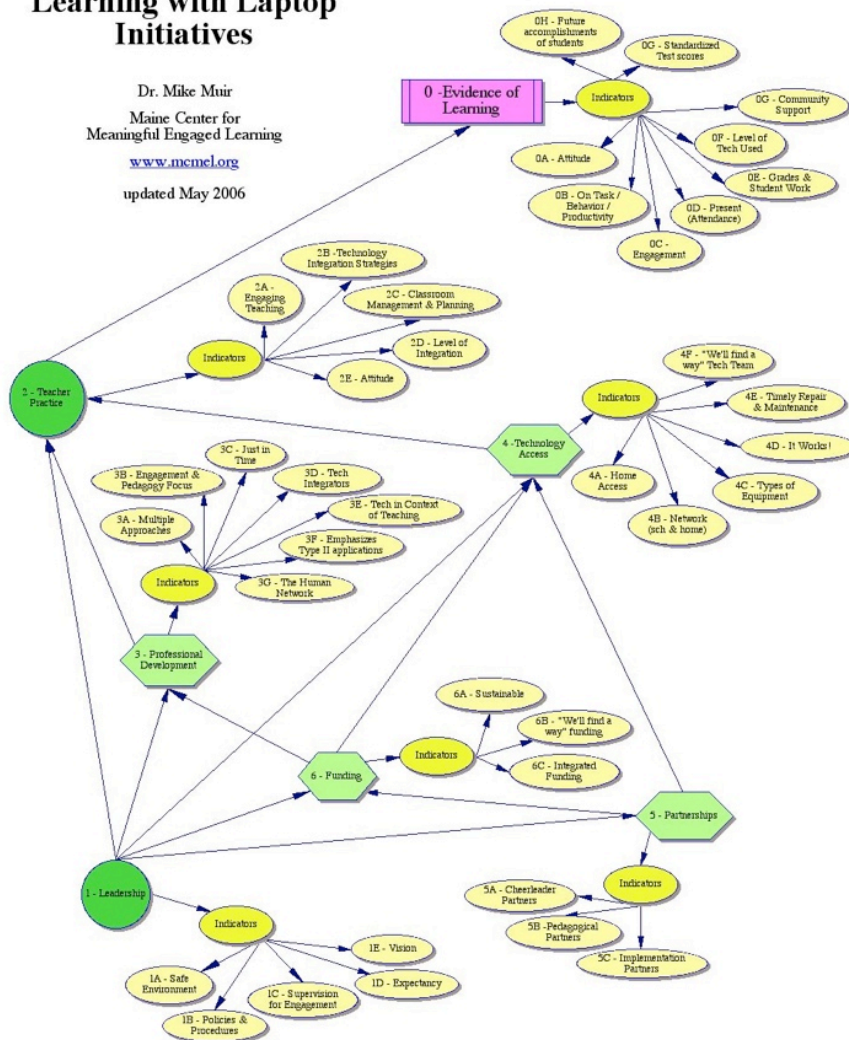 Learning with Laptop
Initiatives
Dr. Mike Muir
Maine Center for
Meaningful Engaged Learning
www.mcmel.org
updated May 2006
0 -Evidence of
Learning
Indicators
0H - Future
accomplishments
of students
0G - Standardized
Test scores
0G - Community
Support
0F - Level of
Tech Used
0E - Grades &
Student Work
0D - Present
(Attendance)
0C -
Engagement
0B - On Task /
Behavior /
Productivity
0A - Attitude
2 - Teacher
Practice
Indicators
2A -
Engaging
Teaching
2B -Technology
Integration Strategies
2C - Classroom
Management & Planning
2D - Level of
Integration
2E - Attitude
4 -Technology
Access
Indicators
4F - "We'll find a
way" Tech Team
4E - Timely Repair
& Maintenance
4D - It Works!
4C - Types of
Equipment
4B - Network
(sch & home)
4A - Home
Access
3 - Professional
Development
Indicators
3A - Multiple
Approaches
3B - Engagement &
Pedagogy Focus
3C - Just in
Time
3D - Tech
Integrators
3E - Tech in Context
of Teaching
3F - Emphasizes
Type II applications
3G - The Human
Network
6 - Funding
Indicators
6A - Sustainable
6B - "We'll find a
way" funding
6C - Integrated
Funding
5 - Partnerships
Indicators
5A - Cheerleader
Partners
5B -Pedagogical
Partners
5C - Implementation
Partners
1 - Leadership
Indicators
1A - Safe
Environment
1B - Policies &
Procedures
1C - Supervision
for Engagement
1D - Expectancy
1E - Vision